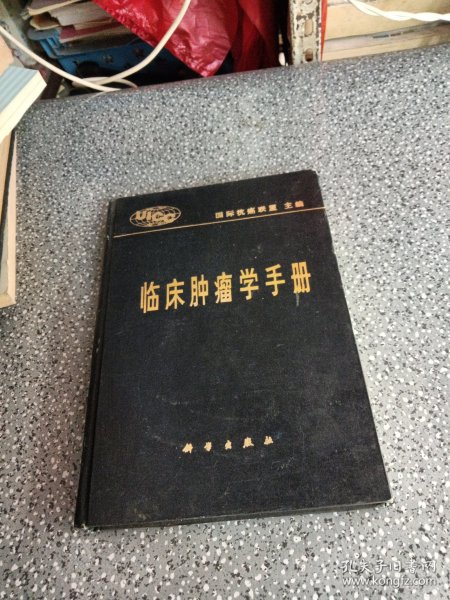 UICC
国际抗癌联盟 主编
临床肿瘤学手册
科学出版社
孔夫子旧书网
www.kongfz.com